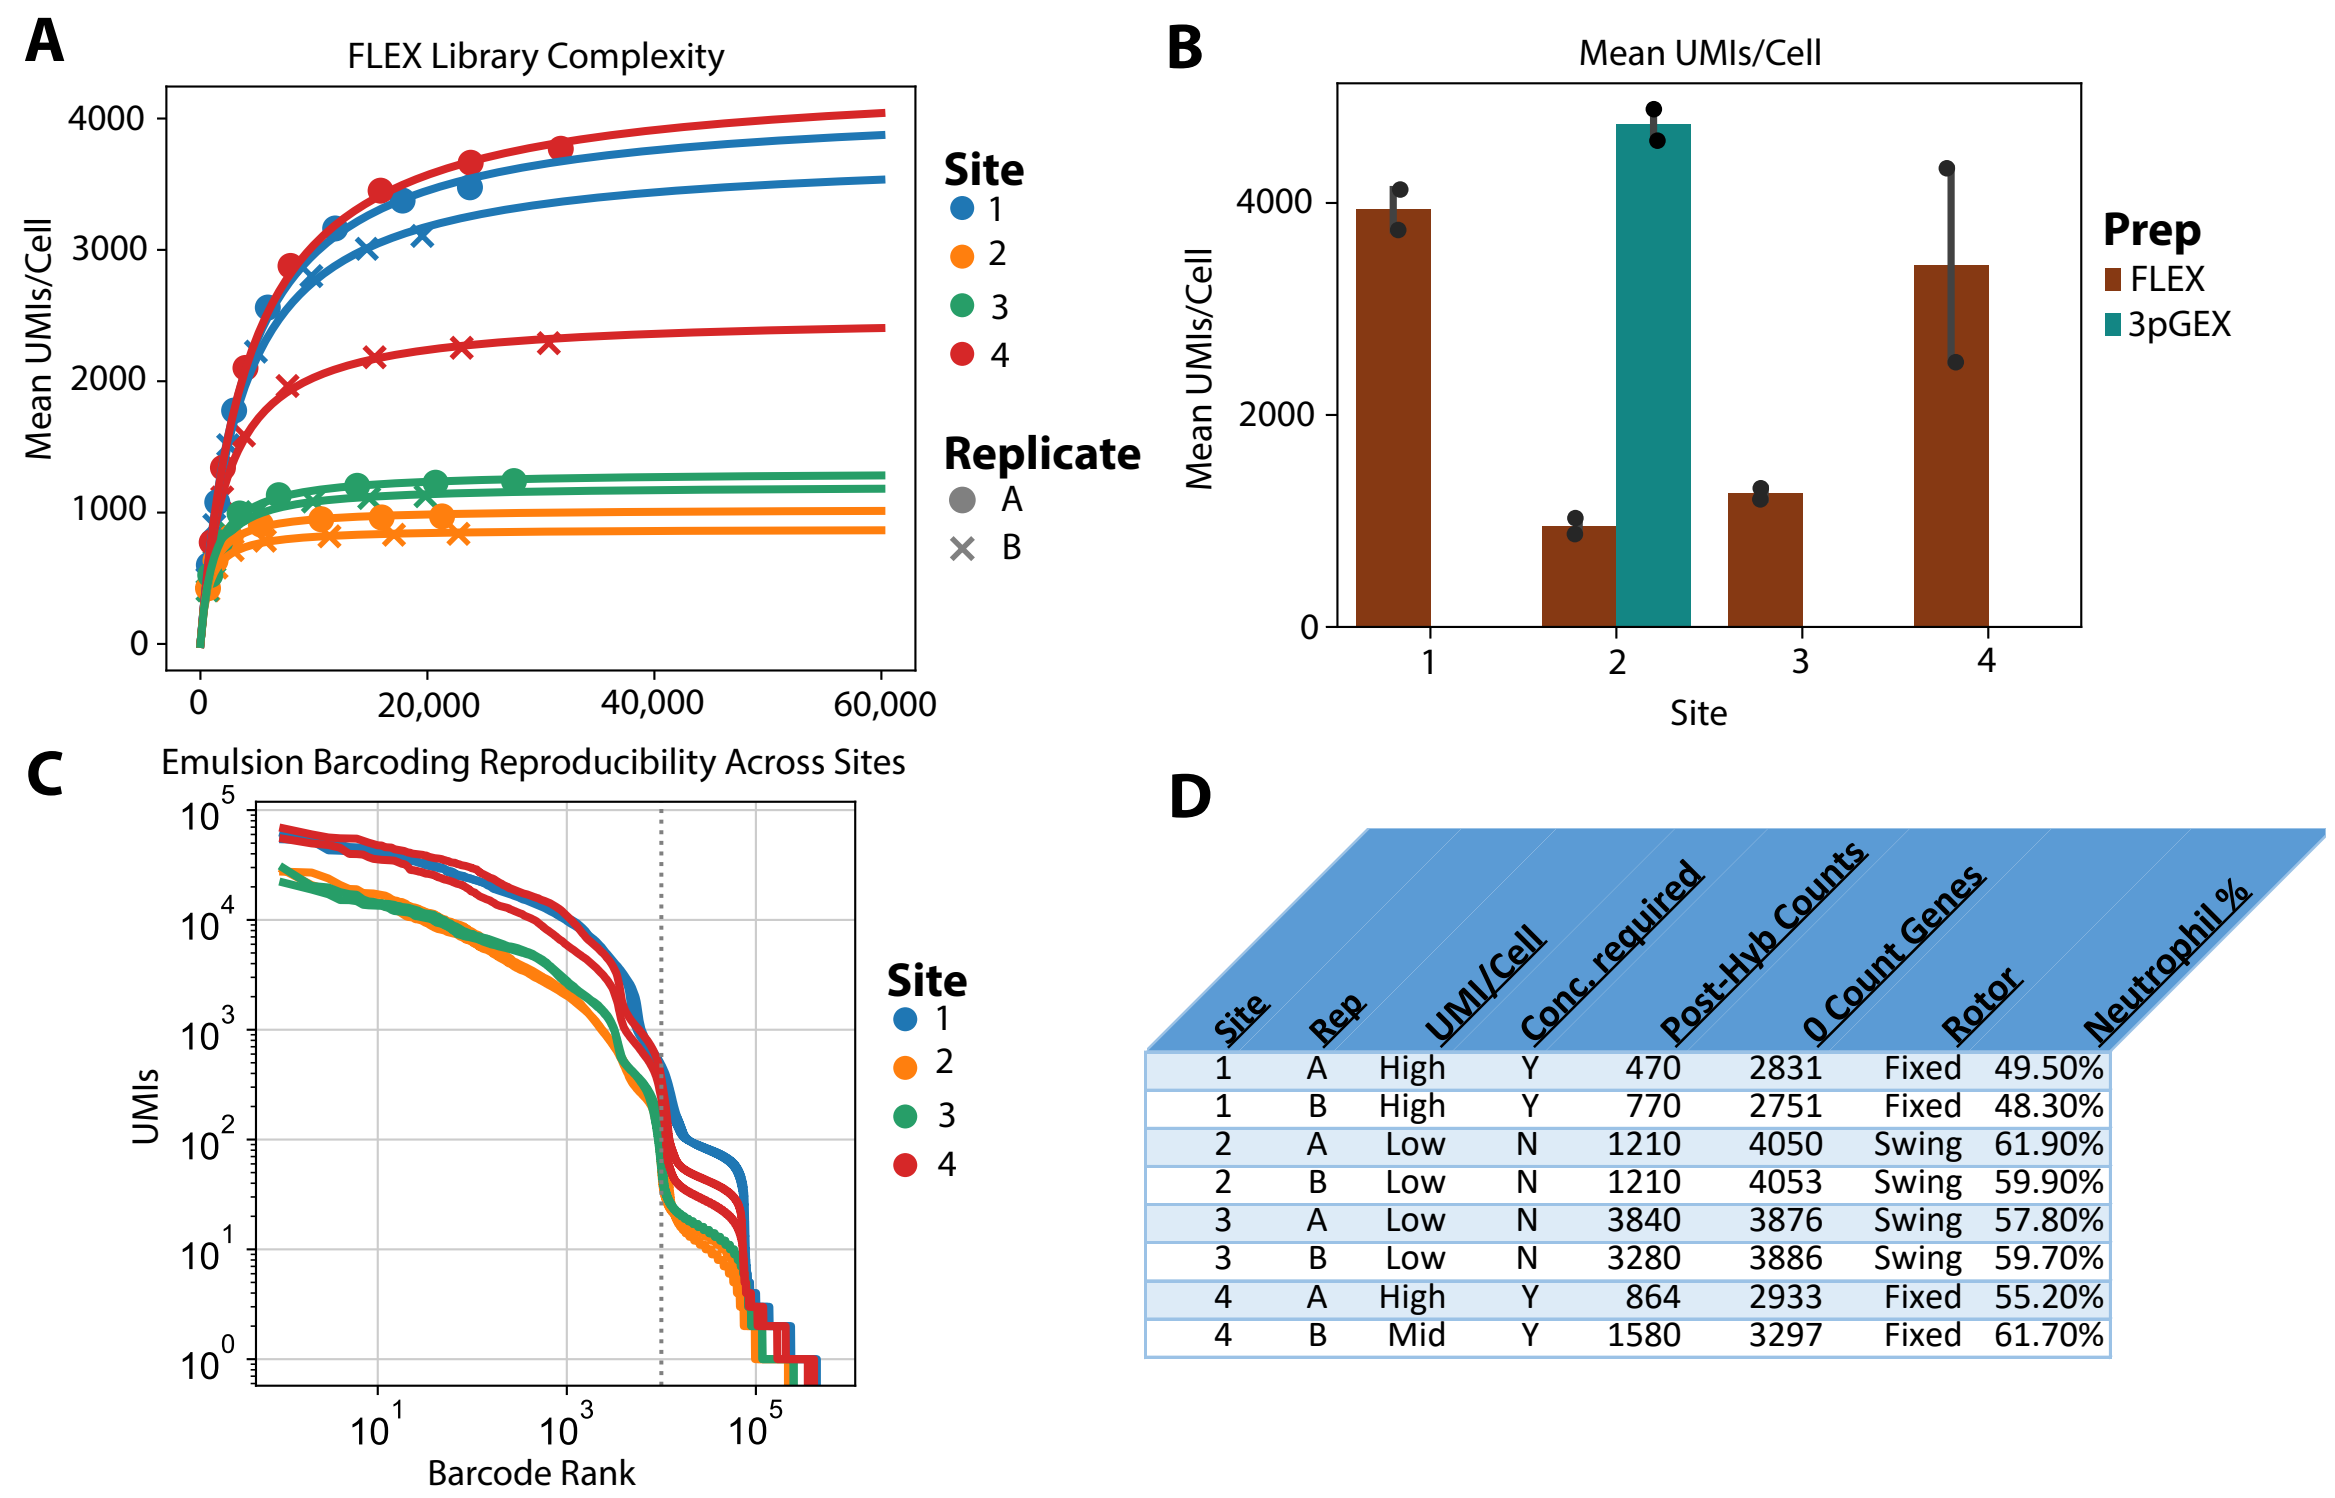 A
FLEX Library Complexity
4000
3000
2000
1000
0
Mean UMIs/Cell
0
20,000
40,000
60,000
Site
1
2
3
4
Replicate
A
B
B
Mean UMIs/Cell
4000
2000
0
Mean UMIs/Cell
1
2
3
4
Site
Prep
FLEX
3pGEX
C
Emulsion Barcoding Reproducibility Across Sites
10^5
10^4
10^3
10^2
10^1
10^0
UMIs
10^1
10^3
10^5
Barcode Rank
Site
1
2
3
4
D
Site Rep UMI/Cell Conc. required Post-Hyb Counts 0 Count Genes Rotor Neutrophil %
1 A High Y 470 2831 Fixed 49.50%
1 B High Y 770 2751 Fixed 48.30%
2 A Low N 1210 4050 Swing 61.90%
2 B Low N 1210 4053 Swing 59.90%
3 A Low N 3840 3876 Swing 57.80%
3 B Low N 3280 3886 Swing 59.70%
4 A High Y 864 2933 Fixed 55.20%
4 B Mid Y 1580 3297 Fixed 61.70%